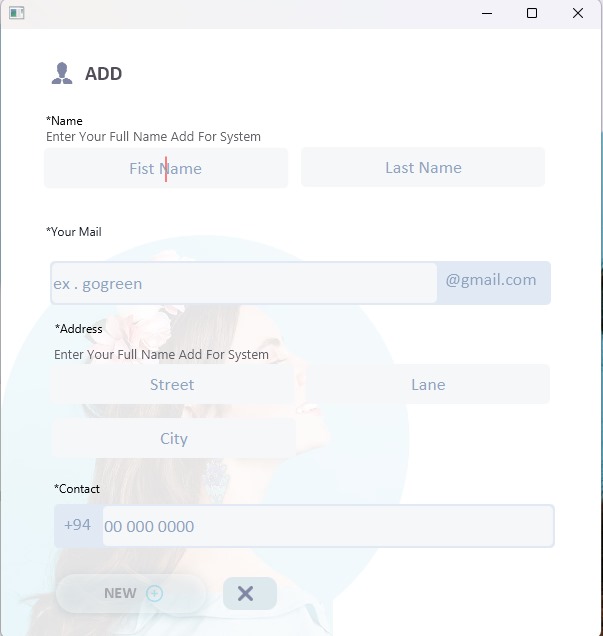 ADD
*Name
Enter Your Full Name Add For System
Fist Name Last Name
*Your Mail
ex . gogreen @gmail.com
*Address
Enter Your Full Name Add For System
Street Lane
City
*Contact
+94 00 000 0000
NEW